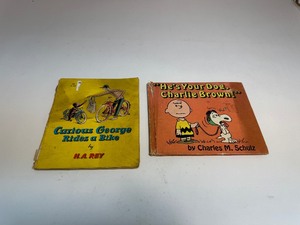 Curious George
Rides a Bike
by
H.A. REY
"He's Your Dog,
Charlie Brown!"
by Charles M. Schulz